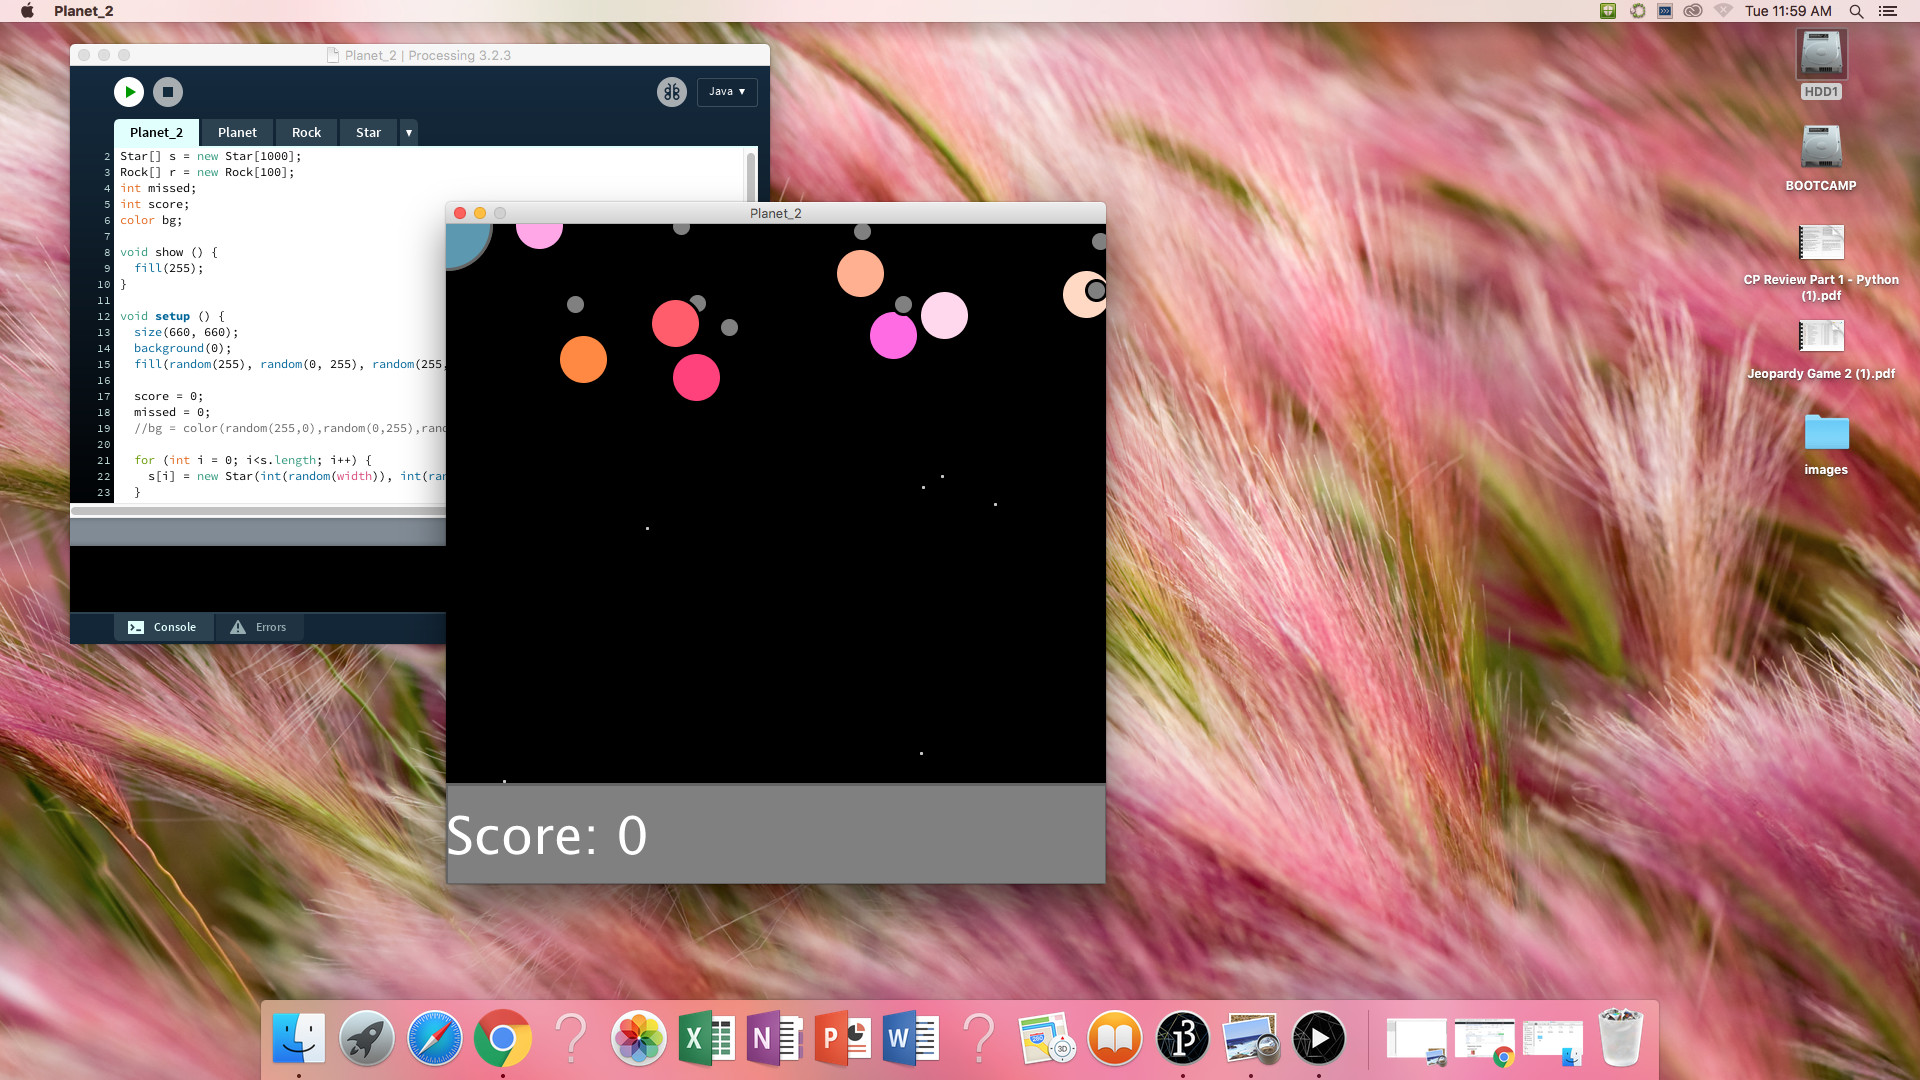 Planet_2
Tue 11:59 AM
Planet_2 | Processing 3.2.3
Java ▾
Planet_2 Planet Rock Star ▾
2 Star[] s = new Star[1000];
3 Rock[] r = new Rock[100];
4 int missed;
5 int score;
6 color bg;
7
8 void show () {
9 fill(255);
10 }
11
12 void setup () {
13 size(660, 660);
14 background(0);
15 fill(random(255), random(0, 255), random(255,
16
17 score = 0;
18 missed = 0;
19 //bg = color(random(255,0),random(0,255),ran
20
21 for (int i = 0; i<s.length; i++) {
22 s[i] = new Star(int(random(width)), int(ran
23 }
Console Errors
Planet_2
Score: 0
HDD1
BOOTCAMP
CP Review Part 1 - Python
(1).pdf
Jeopardy Game 2 (1).pdf
images
X N P W 280 3D